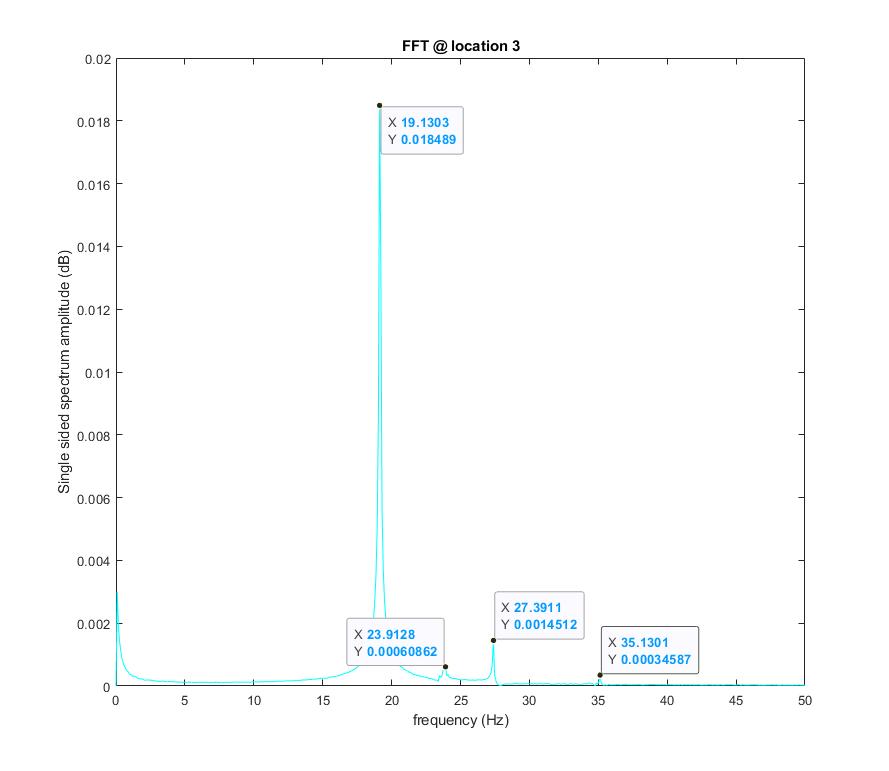 FFT @ location 3
Single sided spectrum amplitude (dB)
0.02
0.018
0.016
0.014
0.012
0.01
0.008
0.006
0.004
0.002
0
X 19.1303
Y 0.018489
X 23.9128
Y 0.00060862
X 27.3911
Y 0.0014512
X 35.1301
Y 0.00034587
0 5 10 15 20 25 30 35 40 45 50
frequency (Hz)